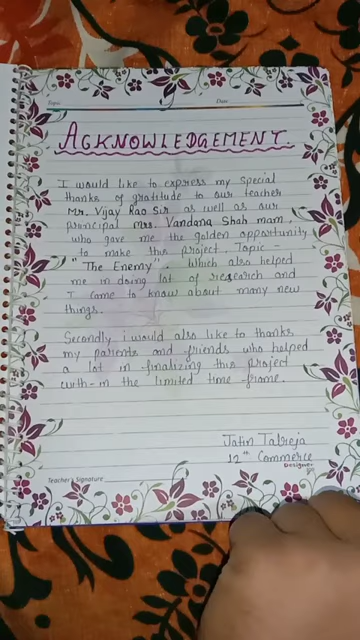 Topic Date
ACKNOWLEDGEMENT
I would like to express my special
thanks of gratitude to our teacher
Mr. Vijay Rao Sir as well as our
principal Mrs. Vandana Shah mam,
who gave me the golden opportunity
to make this project. Topic -
"The Enemy". Which also helped
me in doing lot of research and
I came to know about many new
things.
Secondly i would also like to thanks
my parents and friends who helped
a lot in finalizing this project
with-in the limited time frame.
Jatin Talreja
12th Commerce
Designer
Teacher's Signature